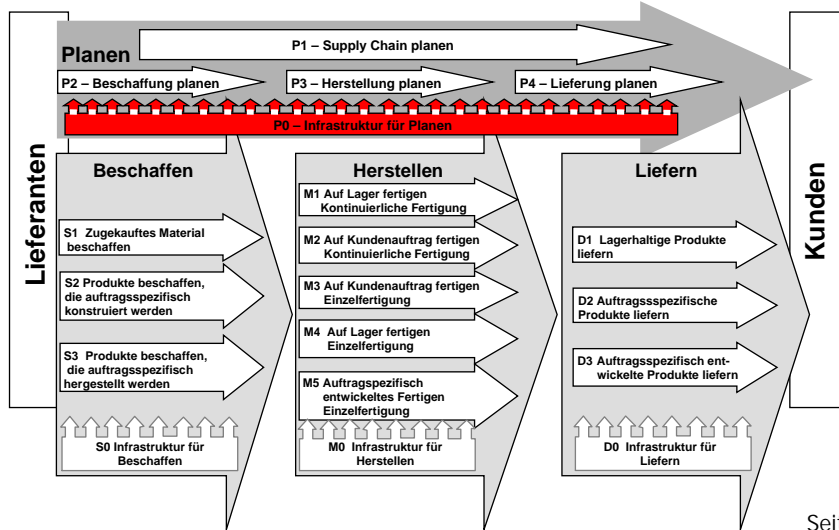 P1 – Supply Chain planen
Planen
P2 – Beschaffung planen
P3 – Herstellung planen
P4 – Lieferung planen
P0 – Infrastruktur für Planen
Lieferanten
Beschaffen
S1 Zugekauftes Material
beschaffen
S2 Produkte beschaffen,
die auftragsspezifisch
konstruiert werden
S3 Produkte beschaffen,
die auftragsspezifisch
hergestellt werden
S0 Infrastruktur für
Beschaffen
Herstellen
M1 Auf Lager fertigen
Kontinuierliche Fertigung
M2 Auf Kundenauftrag fertigen
Kontinuierliche Fertigung
M3 Auf Kundenauftrag fertigen
Einzelfertigung
M4 Auf Lager fertigen
Einzelfertigung
M5 Auftragspezifisch
entwickeltes Fertigen
Einzelfertigung
M0 Infrastruktur für
Herstellen
Liefern
D1 Lagerhaltige Produkte
liefern
D2 Auftragssspezifische
Produkte liefern
D3 Auftragsspezifisch ent-
wickelte Produkte liefern
D0 Infrastruktur für
Liefern
Kunden